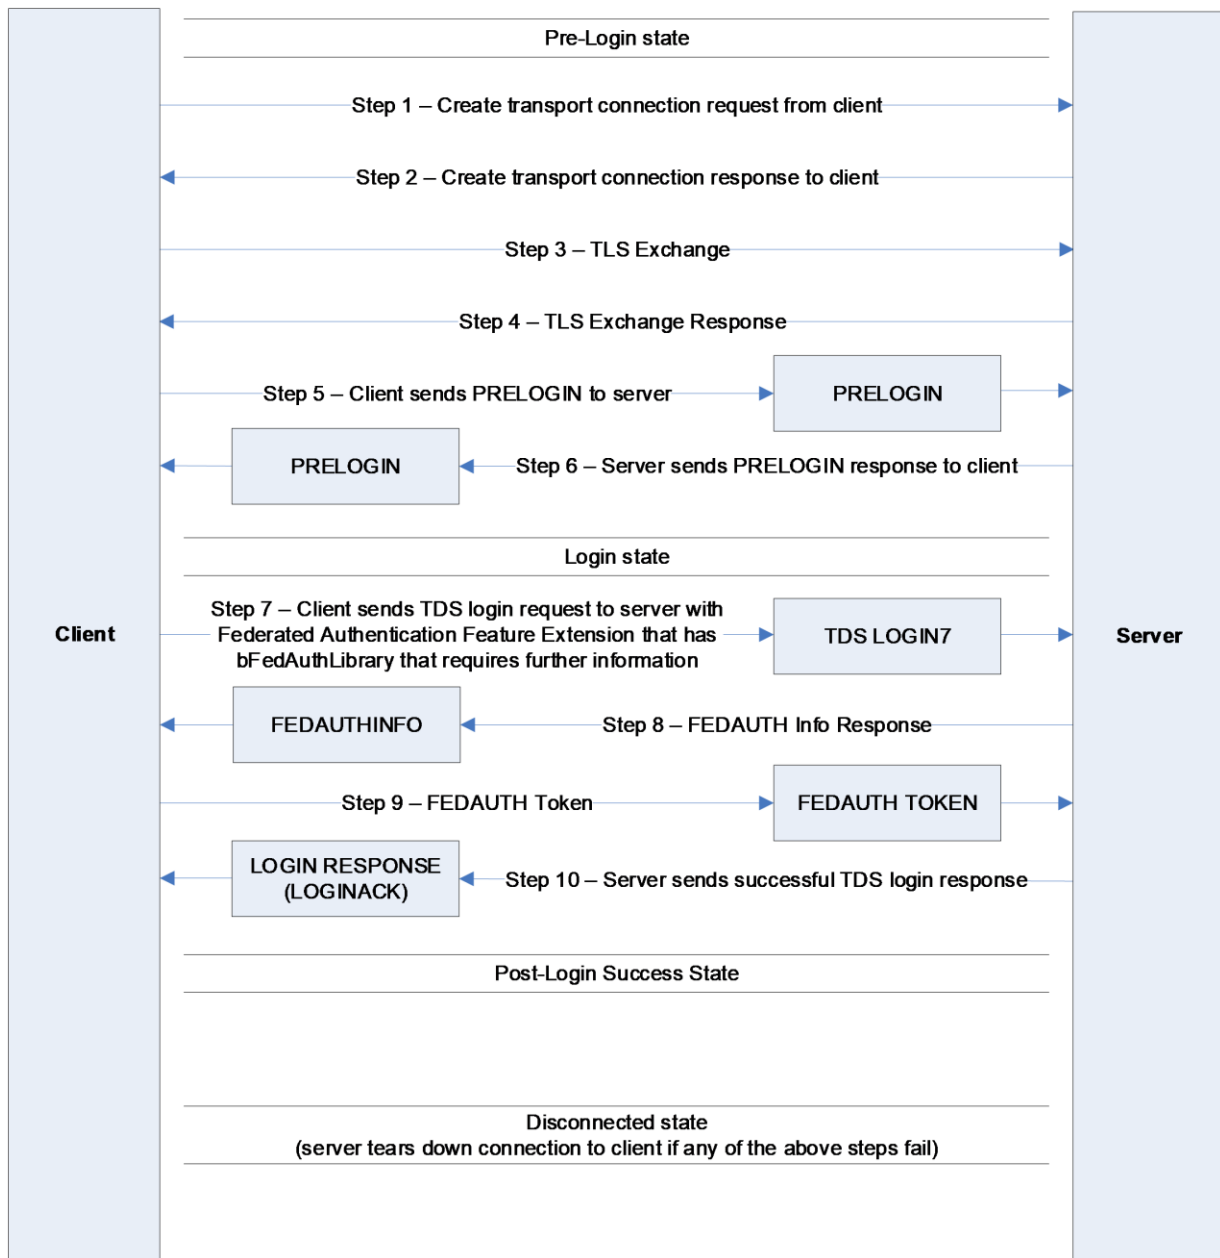 Pre-Login state
Step 1 – Create transport connection request from client
Step 2 – Create transport connection response to client
Step 3 – TLS Exchange
Step 4 – TLS Exchange Response
Step 5 – Client sends PRELOGIN to server
PRELOGIN
PRELOGIN
Step 6 – Server sends PRELOGIN response to client
Login state
Client
Step 7 – Client sends TDS login request to server with
Federated Authentication Feature Extension that has
bFedAuthLibrary that requires further information
TDS LOGIN7
Server
FEDAUTHINFO
Step 8 – FEDAUTH Info Response
Step 9 – FEDAUTH Token
FEDAUTH TOKEN
LOGIN RESPONSE
(LOGINACK)
Step 10 – Server sends successful TDS login response
Post-Login Success State
Disconnected state
(server tears down connection to client if any of the above steps fail)